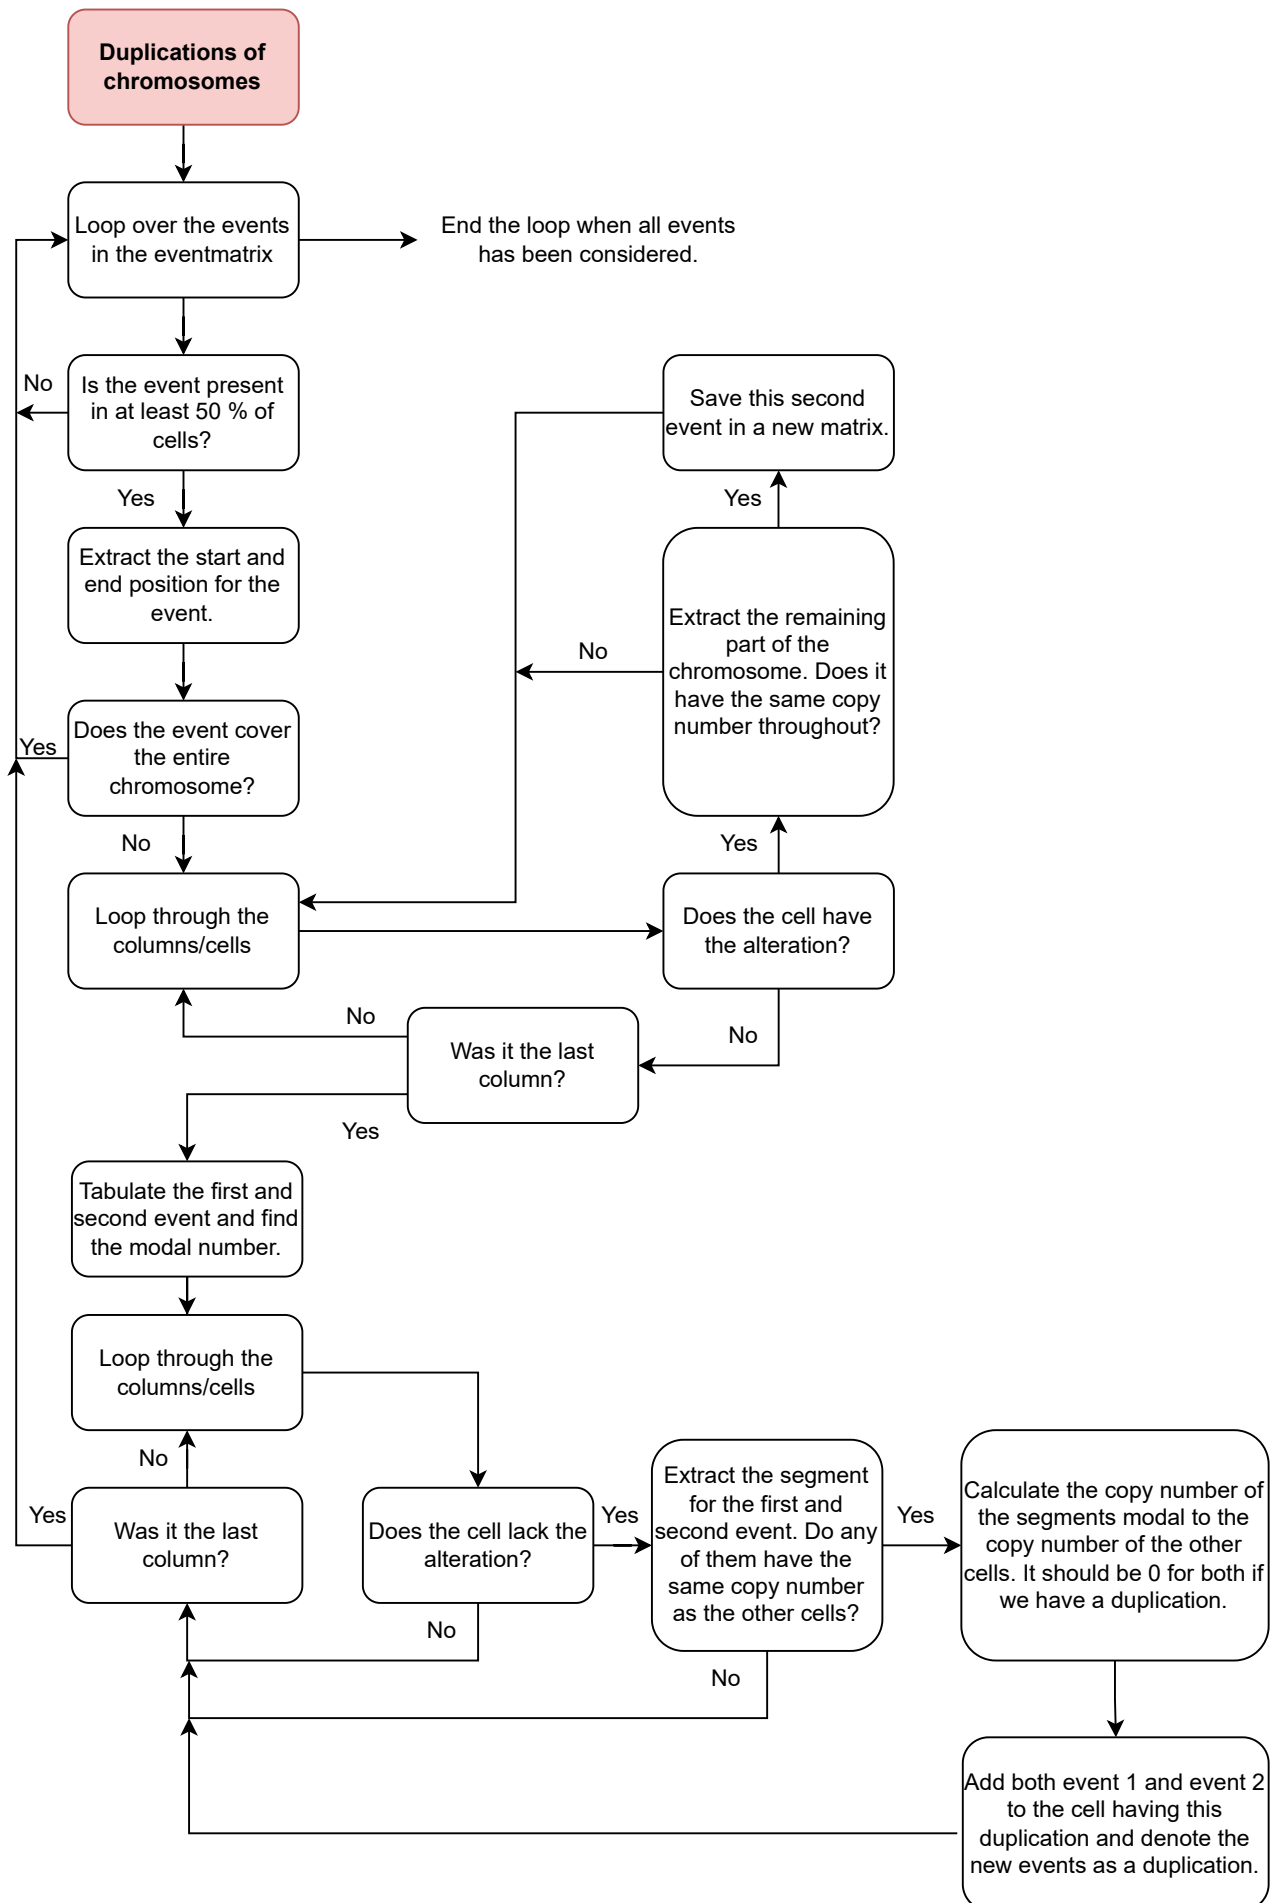 Duplications of
chromosomes
Loop over the events
in the eventmatrix
End the loop when all events
has been considered.
No
Is the event present
in at least 50 % of
cells?
Save this second
event in a new matrix.
Yes
Yes
Extract the start and
end position for the
event.
Extract the remaining
part of the
chromosome. Does it
have the same copy
number throughout?
No
Yes
Does the event cover
the entire
chromosome?
No
Yes
Loop through the
columns/cells
Does the cell have
the alteration?
No
No
Was it the last
column?
Yes
Tabulate the first and
second event and find
the modal number.
Loop through the
columns/cells
No
Yes
Was it the last
column?
Does the cell lack the
alteration?
Yes
No
Extract the segment
for the first and
second event. Do any
of them have the
same copy number
as the other cells?
Yes
No
Calculate the copy number of
the segments modal to the
copy number of the other
cells. It should be 0 for both if
we have a duplication.
Add both event 1 and event 2
to the cell having this
duplication and denote the
new events as a duplication.